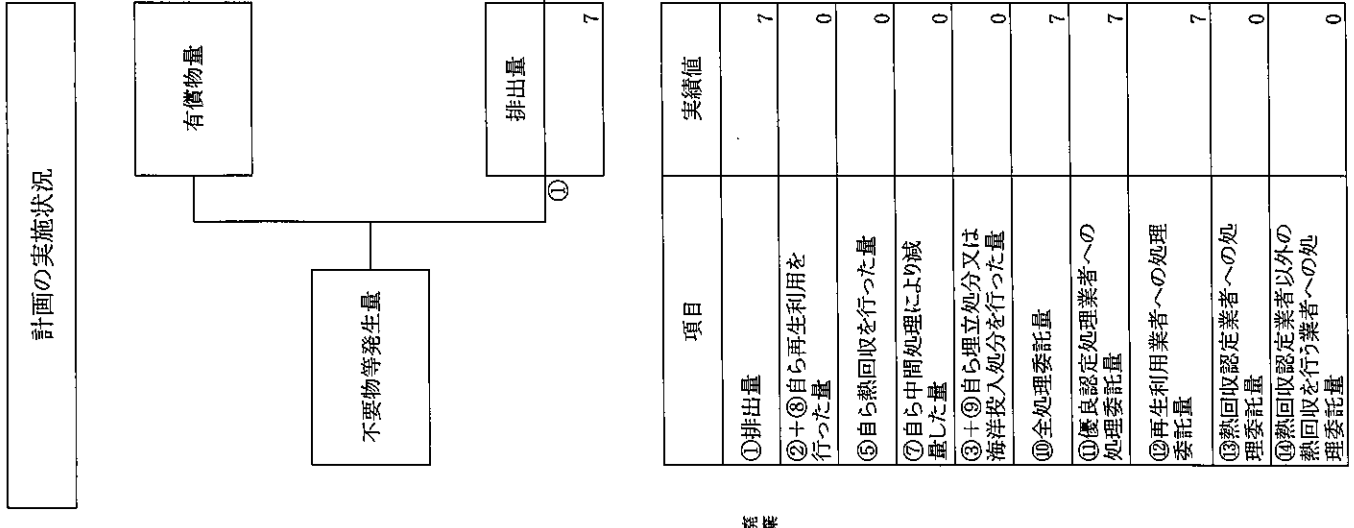 計画の実施状況
有償物量
不要物等発生量
排出量
①
7
項目 実績値
①排出量 7
②+⑧自ら再生利用を
行った量 0
⑤自ら熱回収を行った量 0
⑦自ら中間処理により減
量した量 0
③+⑨自ら埋立処分又は
海洋投入処分を行った量 0
⑩全処理委託量 7
⑪優良認定処理業者への
処理委託量 7
⑫再生利用業者への処理
委託量 7
⑬熱回収認定業者への処
理委託量 0
⑭熱回収認定業者以外の
熱回収を行う業者への処
理委託量 0